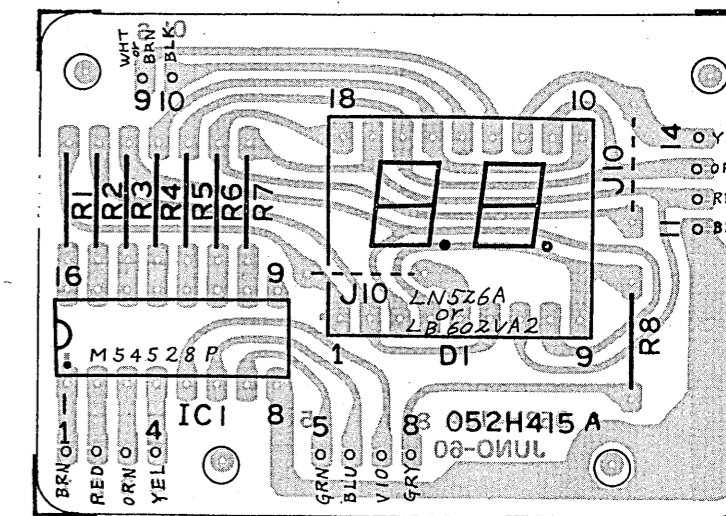 WHT
or
BRN
BLK
9 10
18
10
14
Y
R1
R2
R3
R4
R5
R6
R7
J10
16
9
J10
LN526A
or
LB602VA2
11
M54528P
1
D1
9
R8
1
4
IC1
8
5
8
052H415A
JUNO-60
BRN
RED
ORN
YEL
GRN
BLU
VIO
GRY